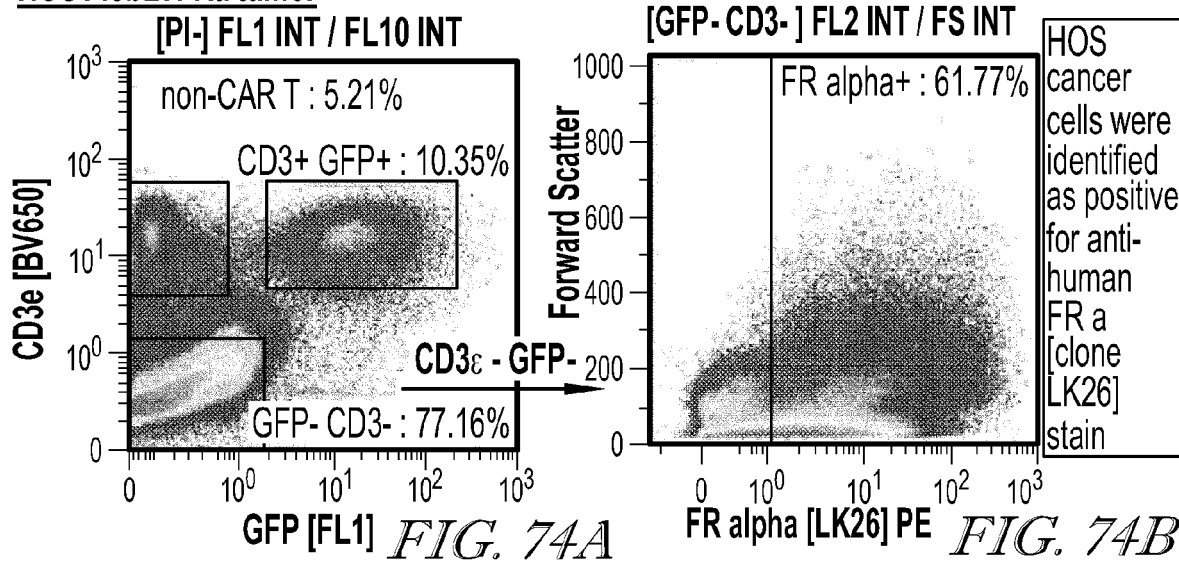 [PI-] FL1 INT / FL10 INT
10³
10²
10¹
10⁰
0
CD3e [BV650]
non-CAR T : 5.21%
CD3+ GFP+ : 10.35%
GFP- CD3- : 77.16%
0
10⁰
10¹
10²
10³
GFP [FL1]
FIG. 74A
CD3ε - GFP-
[GFP- CD3- ] FL2 INT / FS INT
1000
800
600
400
200
0
Forward Scatter
FR alpha+ : 61.77%
0
10⁰
10¹
10²
10³
FR alpha [LK26] PE
FIG. 74B
HOS
cancer
cells were
identified
as positive
for anti-
human
FR a
[clone
LK26]
stain